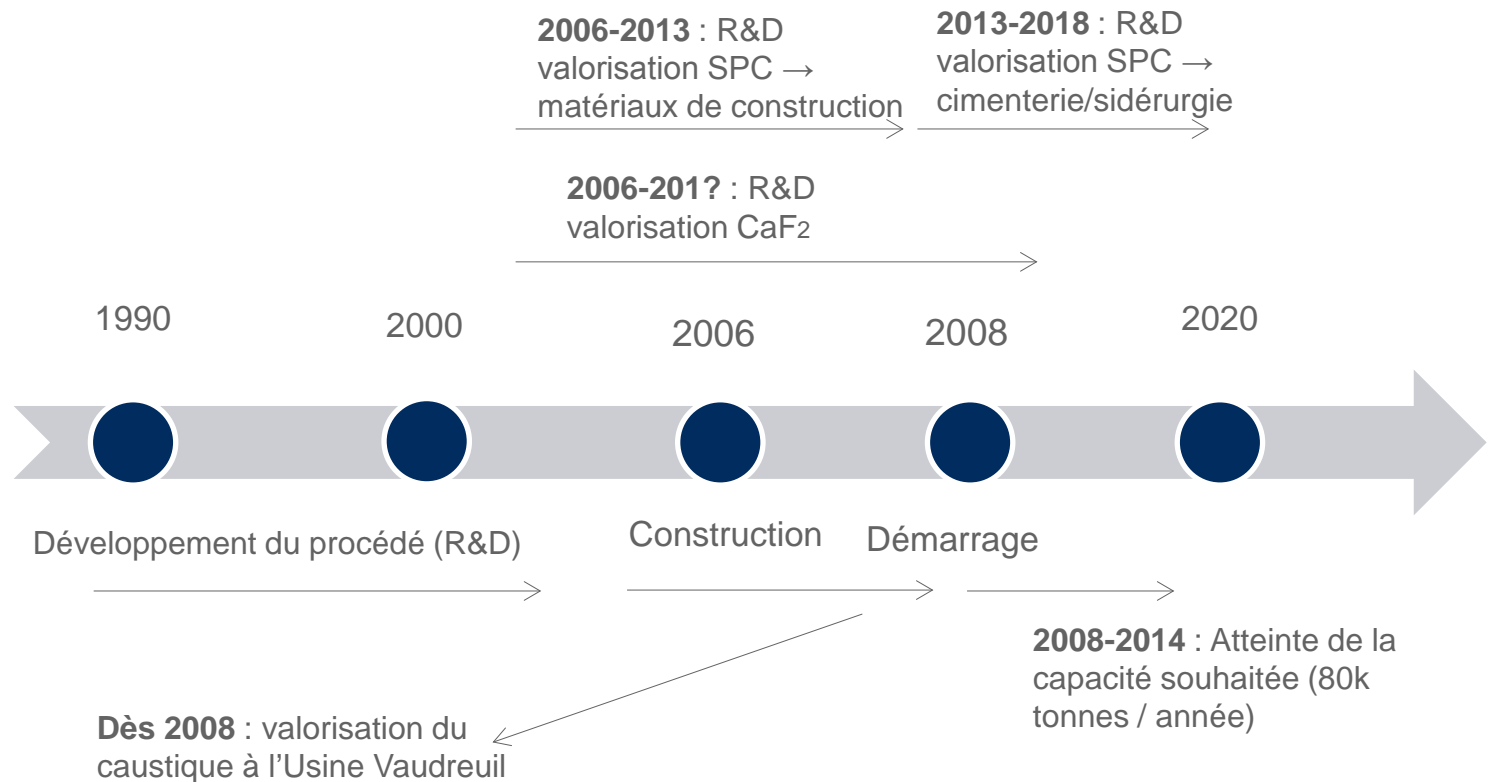 2006-2013 : R&D
valorisation SPC →
matériaux de construction
2013-2018 : R&D
valorisation SPC →
cimenterie/sidérurgie
2006-201? : R&D
valorisation CaF2
1990
2000
2006
2008
2020
Développement du procédé (R&D)
Construction
Démarrage
2008-2014 : Atteinte de la
capacité souhaitée (80k
tonnes / année)
Dès 2008 : valorisation du
caustique à l’Usine Vaudreuil